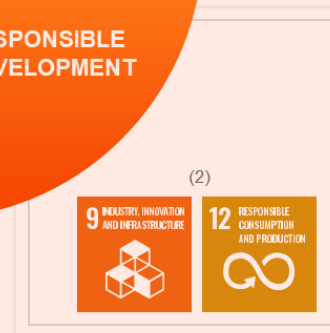 SPONSIBLE
VELOPMENT
(2)
9 INDUSTRY, INNOVATION
AND INFRASTRUCTURE
12 RESPONSIBLE
CONSUMPTION
AND PRODUCTION